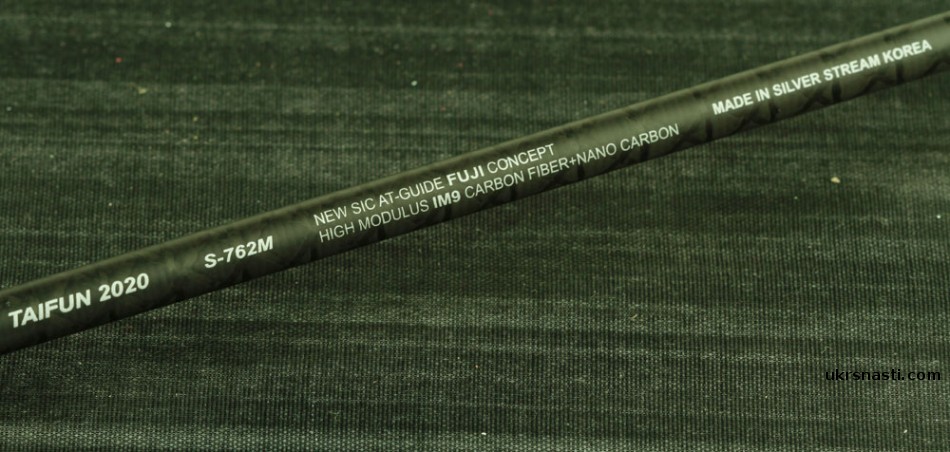 TAIFUN 2020
S-762M
NEW SIC AT-GUIDE FUJI CONCEPT
HIGH MODULUS IM9 CARBON FIBER+NANO CARBON
MADE IN SILVER STREAM KOREA
ukrsnasti.com